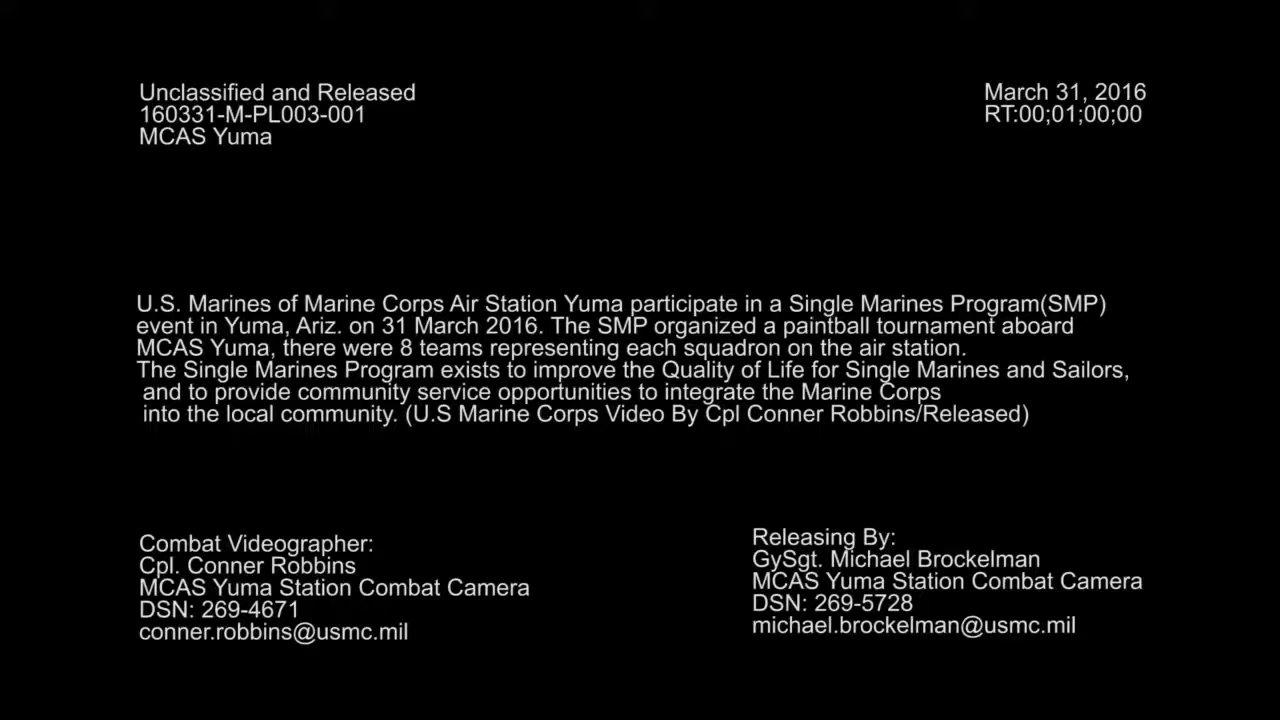 Unclassified and Released
160331-M-PL003-001
MCAS Yuma
March 31, 2016
RT:00;01;00;00
U.S. Marines of Marine Corps Air Station Yuma participate in a Single Marines Program(SMP)
event in Yuma, Ariz. on 31 March 2016. The SMP organized a paintball tournament aboard
MCAS Yuma, there were 8 teams representing each squadron on the air station.
The Single Marines Program exists to improve the Quality of Life for Single Marines and Sailors,
and to provide community service opportunities to integrate the Marine Corps
into the local community. (U.S Marine Corps Video By Cpl Conner Robbins/Released)
Combat Videographer:
Cpl. Conner Robbins
MCAS Yuma Station Combat Camera
DSN: 269-4671
conner.robbins@usmc.mil
Releasing By:
GySgt. Michael Brockelman
MCAS Yuma Station Combat Camera
DSN: 269-5728
michael.brockelman@usmc.mil